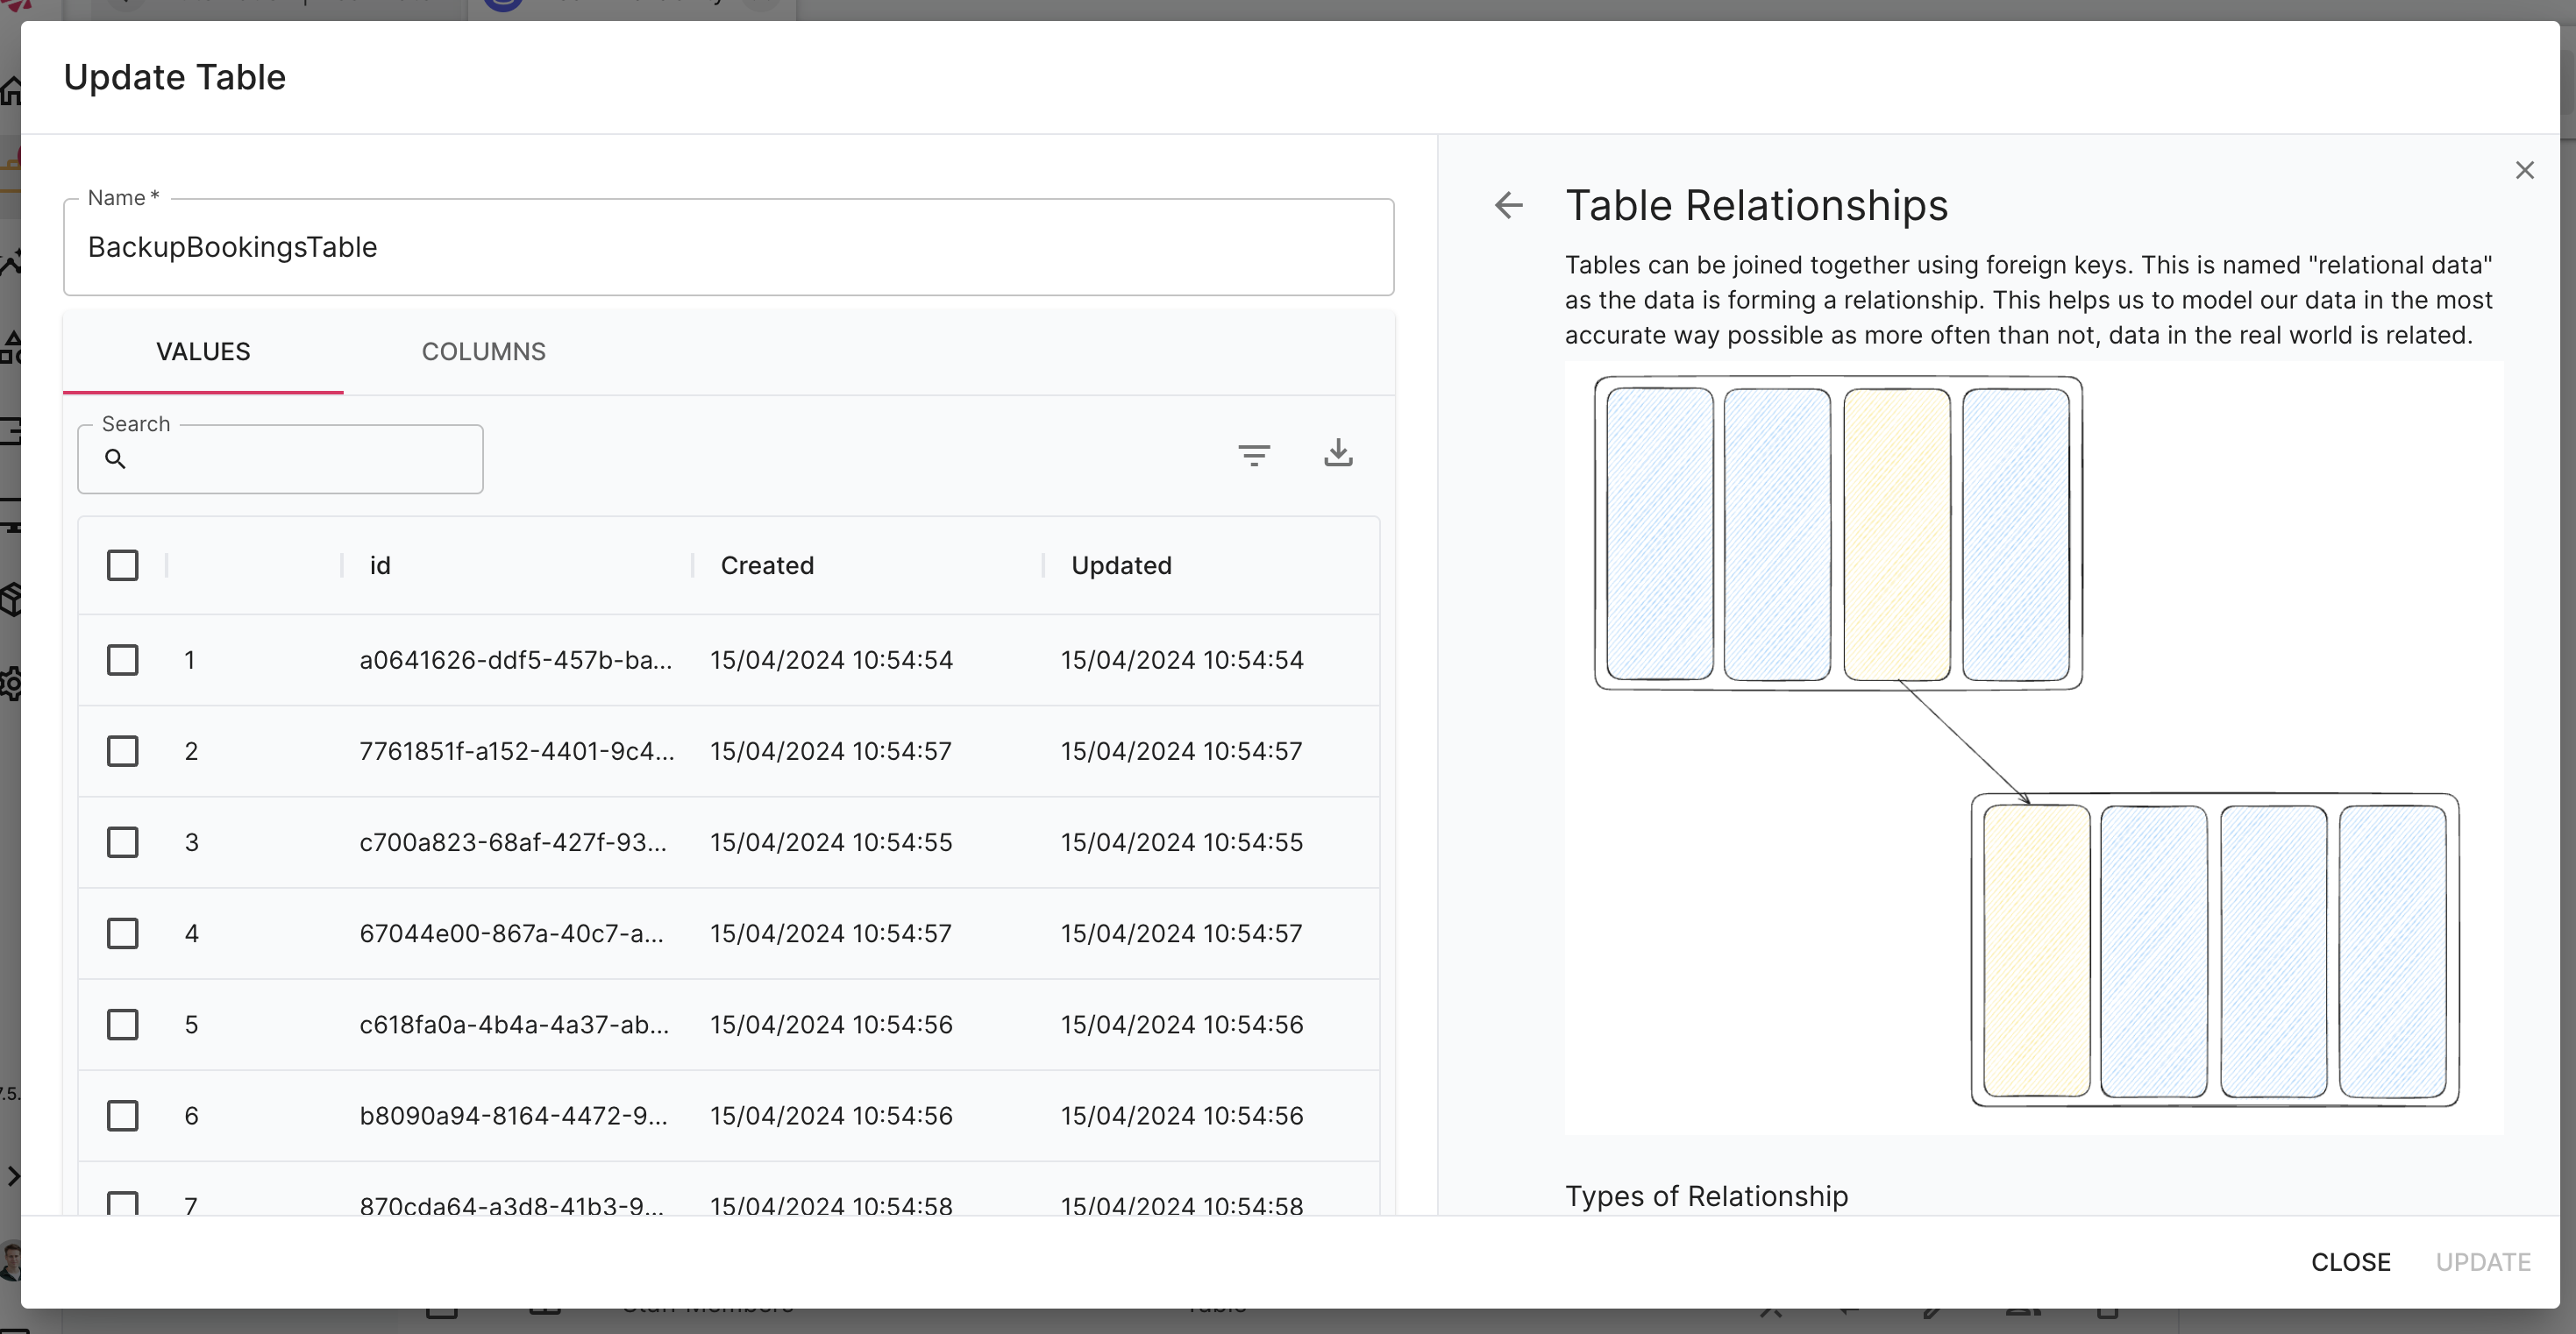 Update Table
Name *
BackupBookingsTable
VALUES COLUMNS
Search
id Created Updated
1 a0641626-ddf5-457b-ba... 15/04/2024 10:54:54 15/04/2024 10:54:54
2 7761851f-a152-4401-9c4... 15/04/2024 10:54:57 15/04/2024 10:54:57
3 c700a823-68af-427f-93... 15/04/2024 10:54:55 15/04/2024 10:54:55
4 67044e00-867a-40c7-a... 15/04/2024 10:54:57 15/04/2024 10:54:57
5 c618fa0a-4b4a-4a37-ab... 15/04/2024 10:54:56 15/04/2024 10:54:56
6 b8090a94-8164-4472-9... 15/04/2024 10:54:56 15/04/2024 10:54:56
7 870cda64-a3d8-41b3-9... 15/04/2024 10:54:58 15/04/2024 10:54:58
Table Relationships
Tables can be joined together using foreign keys. This is named "relational data"
as the data is forming a relationship. This helps us to model our data in the most
accurate way possible as more often than not, data in the real world is related.
Types of Relationship
CLOSE UPDATE